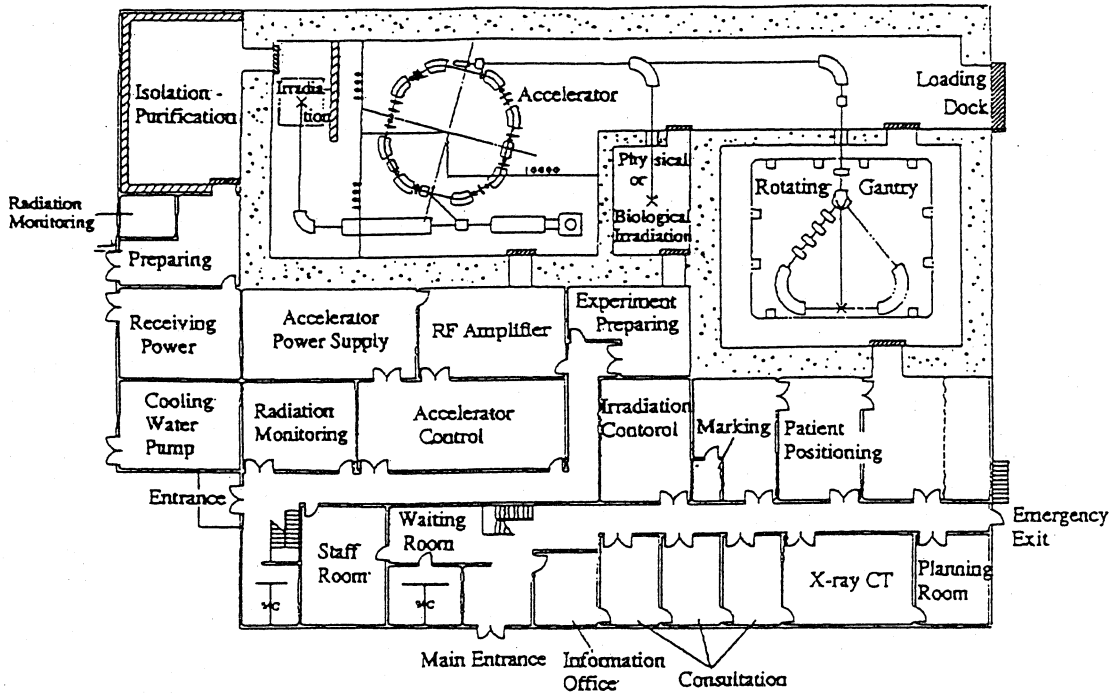 Isolation -
Purification
Irradia-
tion
Accelerator
Loading
Dock
Physical
or
Biological
Irradiation
Rotating Gantry
Radiation
Monitoring
Preparing
Receiving
Power
Accelerator
Power Supply
RF Amplifier
Experiment
Preparing
Cooling
Water
Pump
Radiation
Monitoring
Accelerator
Control
Irradiation
Contorol
Marking
Patient
Positioning
Entrance
Staff
Room
Waiting
Room
Emergency
Exit
X-ray CT
Planning
Room
Main Entrance
Information
Office
Consultation